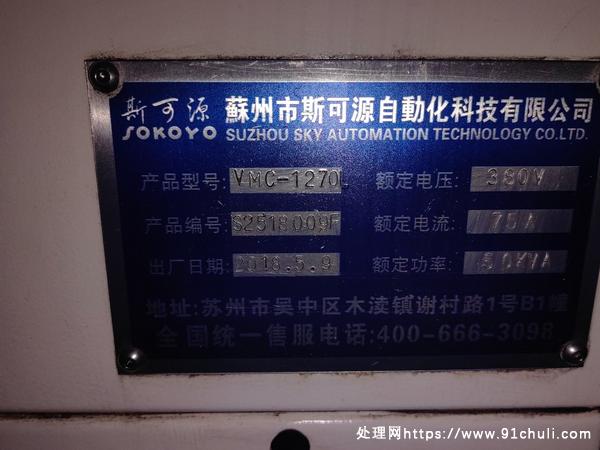 斯可源 蘇州市斯可源自動化科技有限公司
SOKOYO SUZHOU SKY AUTOMATION TECHNOLOGY CO.LTD.
产品型号: VMC-1270L 额定电压: 380V
产品编号: S2518009F 额定电流: 75A
出厂日期: 2018.5.9 额定功率: 50KVA
地址:苏州市吴中区木渎镇谢村路1号B1幢
全国统一信服电话:400-666-3098
处理网https://www.91chuli.com/